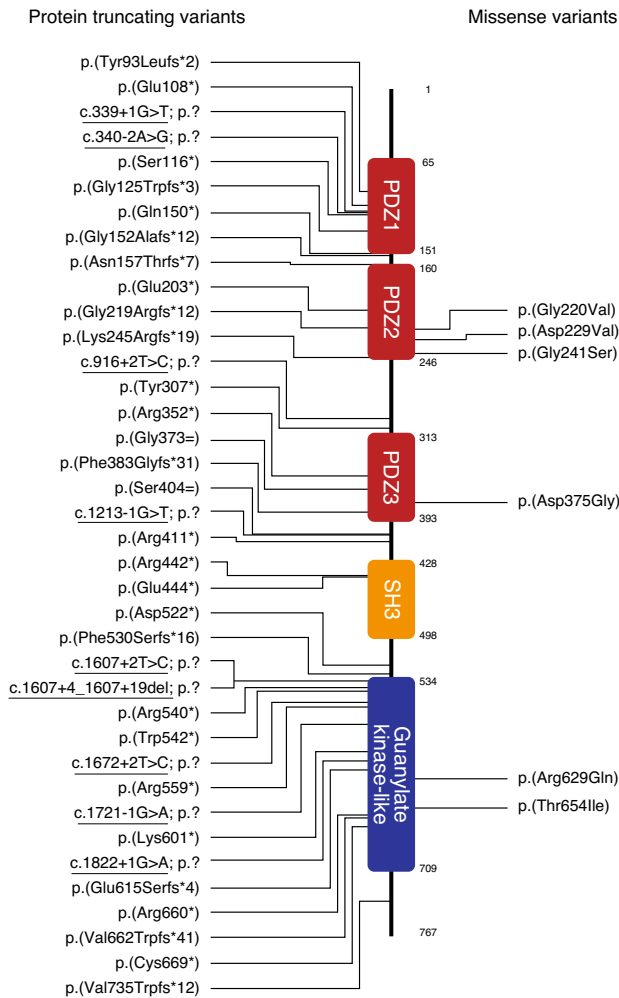 Protein truncating variants
Missense variants
p.(Tyr93Leufs*2)
p.(Glu108*)
c.339+1G>T; p.?
c.340-2A>G; p.?
p.(Ser116*)
p.(Gly125Trpfs*3)
p.(Gln150*)
p.(Gly152Alafs*12)
p.(Asn157Thrfs*7)
p.(Glu203*)
p.(Gly219Argfs*12)
p.(Lys245Argfs*19)
c.916+2T>C; p.?
p.(Tyr307*)
p.(Arg352*)
p.(Gly373=)
p.(Phe383Glyfs*31)
p.(Ser404=)
c.1213-1G>T; p.?
p.(Arg411*)
p.(Arg442*)
p.(Glu444*)
p.(Asp522*)
p.(Phe530Serfs*16)
c.1607+2T>C; p.?
c.1607+4_1607+19del; p.?
p.(Arg540*)
p.(Trp542*)
c.1672+2T>C; p.?
p.(Arg559*)
c.1721-1G>A; p.?
p.(Lys601*)
c.1822+1G>A; p.?
p.(Glu615Serfs*4)
p.(Arg660*)
p.(Val662Trpfs*41)
p.(Cys669*)
p.(Val735Trpfs*12)
1
65
PDZ1
151
160
PDZ2
246
313
PDZ3
393
428
SH3
498
534
Guanylate
kinase-like
709
767
p.(Gly220Val)
p.(Asp229Val)
p.(Gly241Ser)
p.(Asp375Gly)
p.(Arg629Gln)
p.(Thr654Ile)